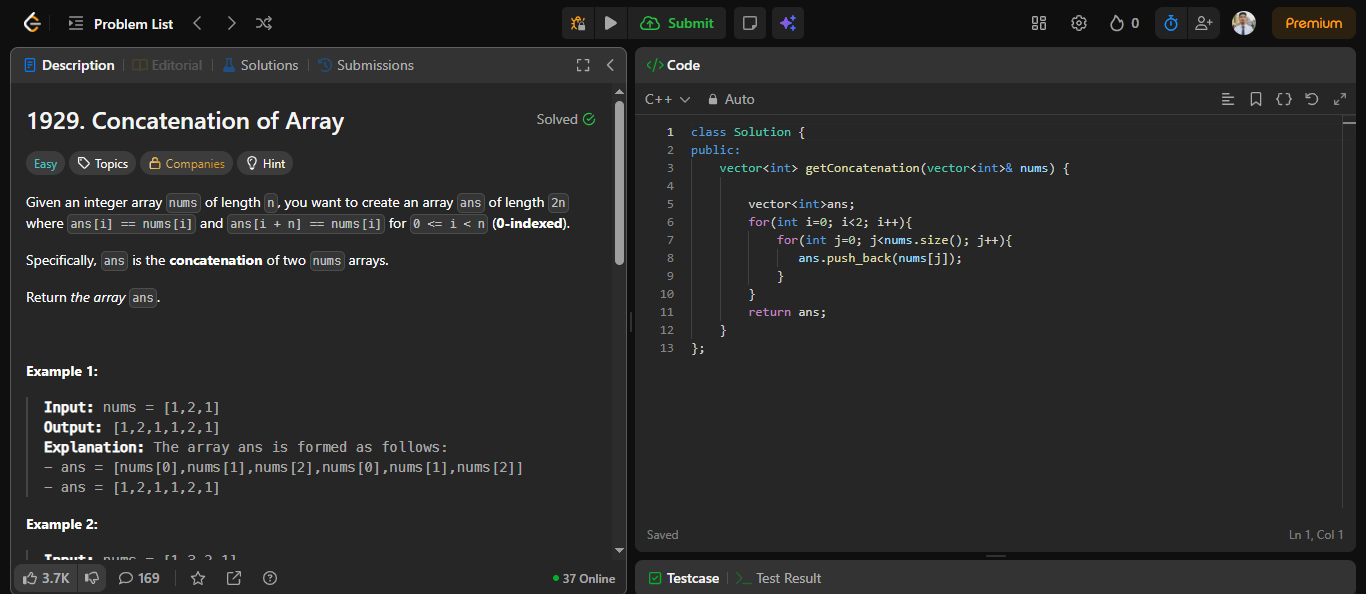 Problem List
Submit
0
Premium
Description
Editorial
Solutions
Submissions
1929. Concatenation of Array
Solved
Easy
Topics
Companies
Hint
Given an integer array nums of length n, you want to create an array ans of length 2n
where ans[i] == nums[i] and ans[i + n] == nums[i] for 0 <= i < n (0-indexed).
Specifically, ans is the concatenation of two nums arrays.
Return the array ans.
Example 1:
Input: nums = [1,2,1]
Output: [1,2,1,1,2,1]
Explanation: The array ans is formed as follows:
- ans = [nums[0],nums[1],nums[2],nums[0],nums[1],nums[2]]
- ans = [1,2,1,1,2,1]
Example 2:
Input: nums = [1,3,2,1]
3.7K
169
37 Online
</> Code
C++
Auto
1 class Solution {
2 public:
3     vector<int> getConcatenation(vector<int>& nums) {
4
5         vector<int>ans;
6         for(int i=0; i<2; i++){
7             for(int j=0; j<nums.size(); j++){
8                ans.push_back(nums[j]);
9             }
10         }
11         return ans;
12     }
13 };
Saved
Ln 1, Col 1
Testcase
Test Result